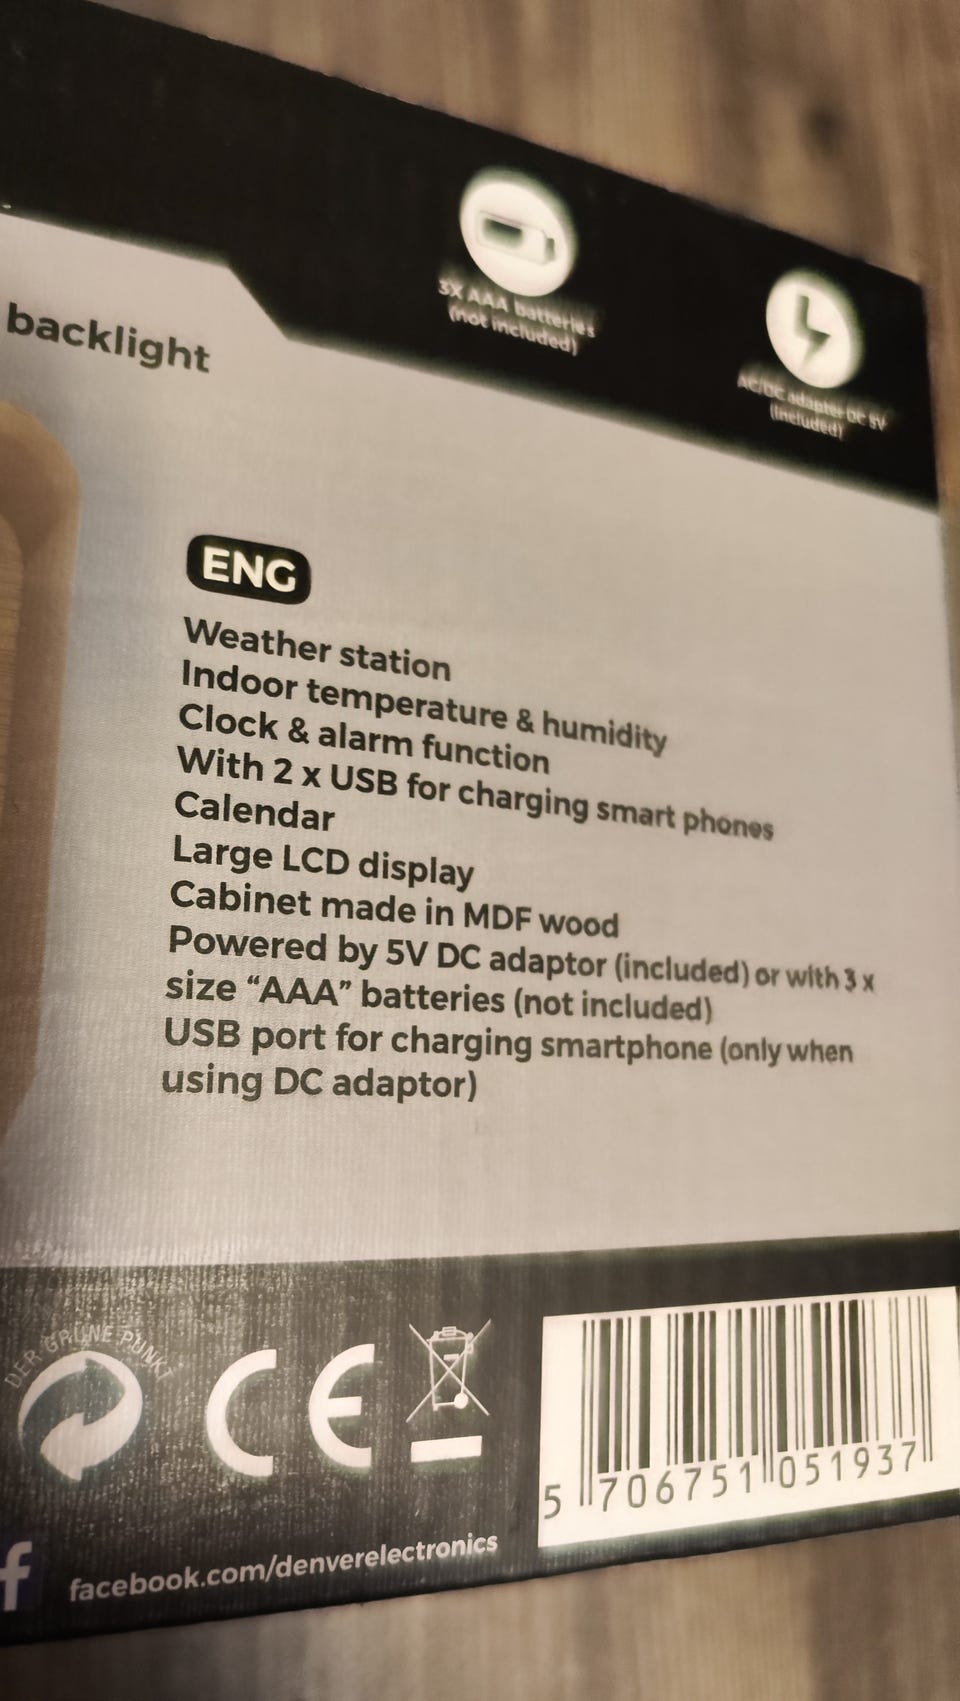 backlight
3X AAA batteries
(not included)
AC/DC adapter DC 5V
(included)
ENG
Weather station
Indoor temperature & humidity
Clock & alarm function
With 2 x USB for charging smart phones
Calendar
Large LCD display
Cabinet made in MDF wood
Powered by 5V DC adaptor (included) or with 3 x
size “AAA” batteries (not included)
USB port for charging smartphone (only when
using DC adaptor)
DER GRÜNE PUNKT
CE
5 706751 051937
f facebook.com/denverelectronics